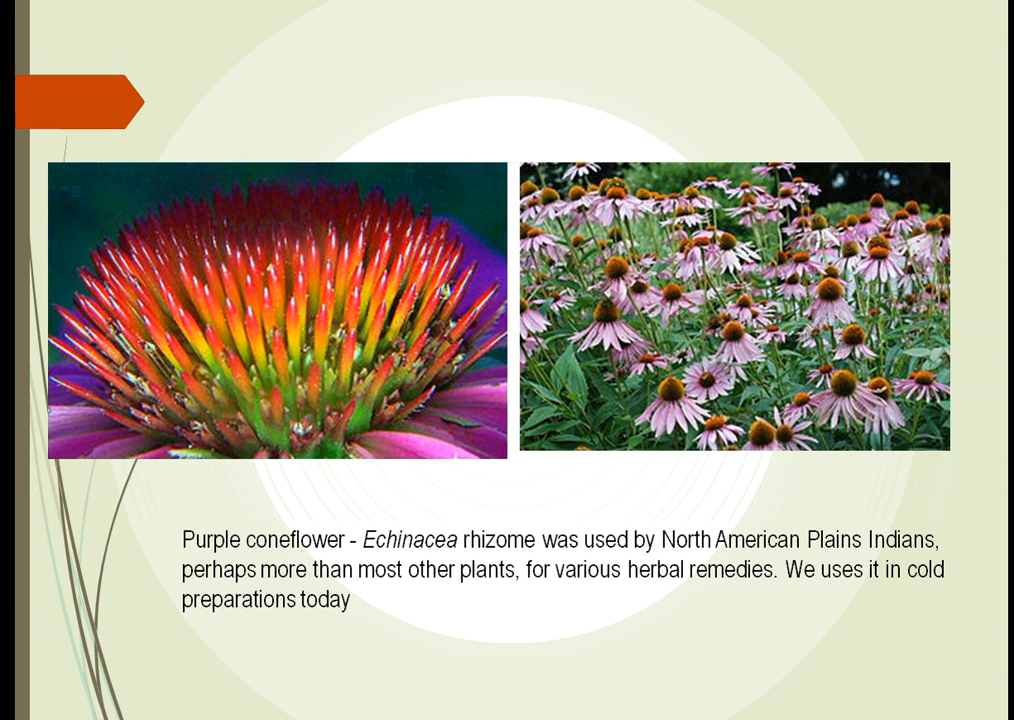 Purple coneflower - Echinacea rhizome was used by North American Plains Indians,
perhaps more than most other plants, for various herbal remedies. We uses it in cold
preparations today